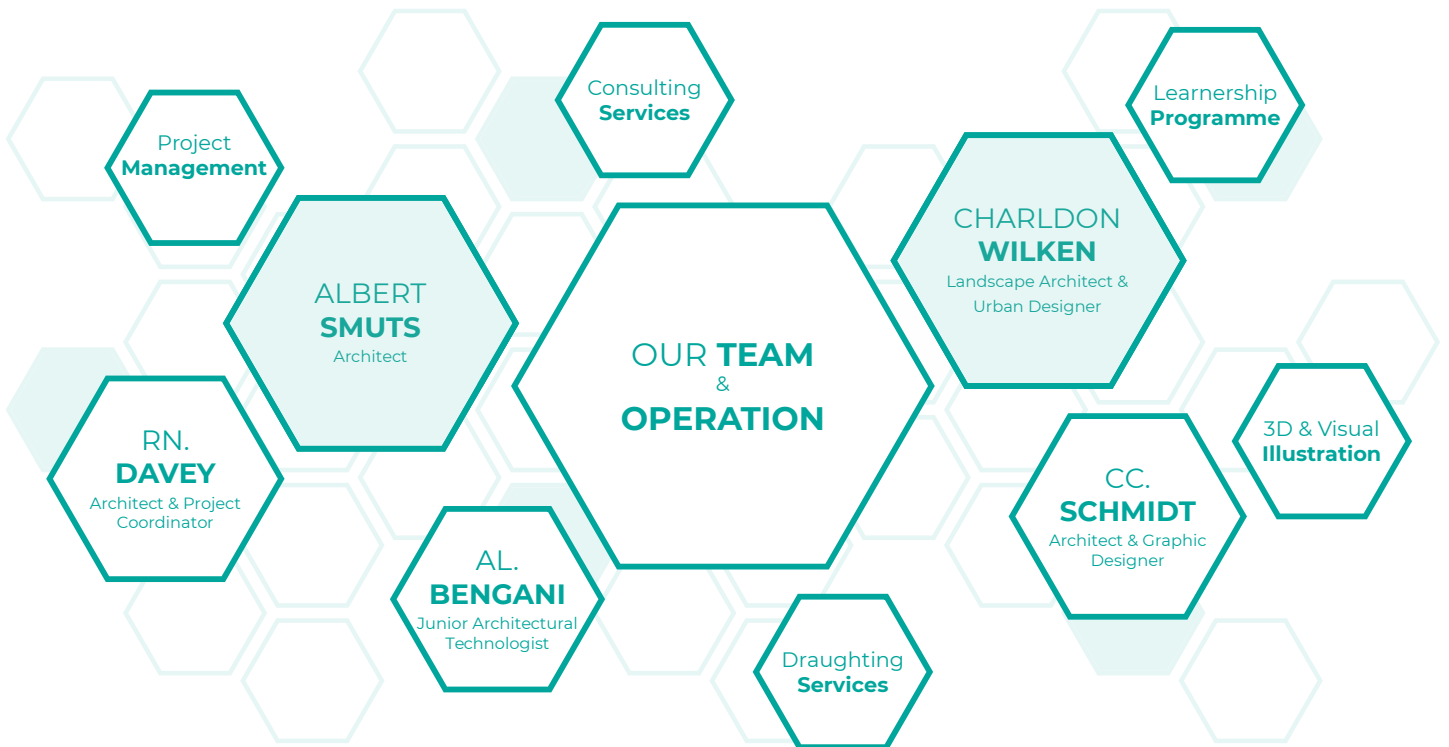 Consulting
Services
Learnership
Programme
Project
Management
CHARLDON
WILKEN
Landscape Architect &
Urban Designer
ALBERT
SMUTS
Architect
OUR TEAM
&
OPERATION
RN.
DAVEY
Architect & Project
Coordinator
3D & Visual
Illustration
CC.
SCHMIDT
Architect & Graphic
Designer
AL.
BENGANI
Junior Architectural
Technologist
Draughting
Services